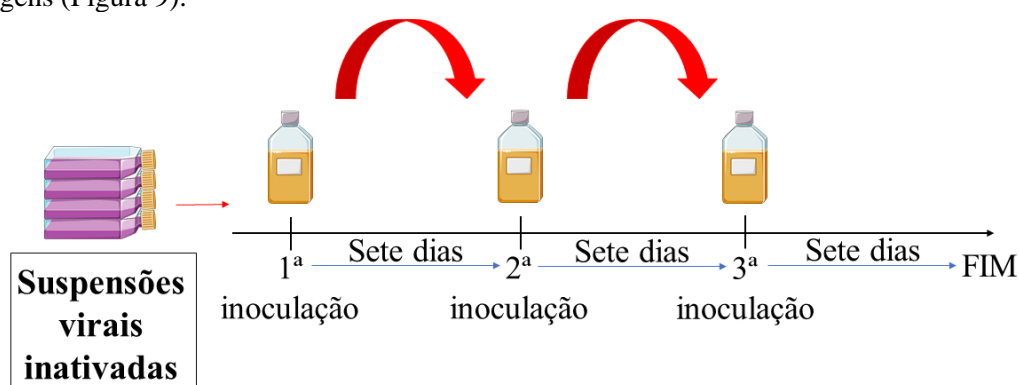 gens (Figura 9).
Sete dias Sete dias Sete dias
1ª 2ª 3ª FIM
inoculação inoculação inoculação
Suspensões
virais
inativadas